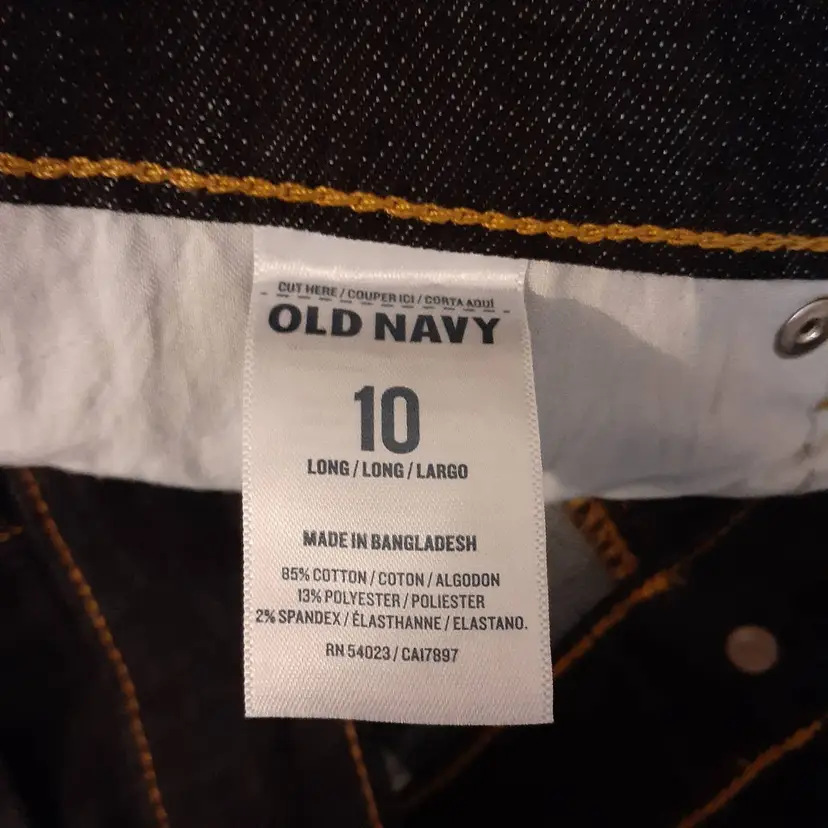 CUT HERE / COUPER ICI / CORTA AQUÍ
OLD NAVY
10
LONG / LONG / LARGO
MADE IN BANGLADESH
85% COTTON / COTON / ALGODON
13% POLYESTER / POLIESTER
2% SPANDEX / ÉLASTHANNE / ELASTANO.
RN 54023 / CA17897